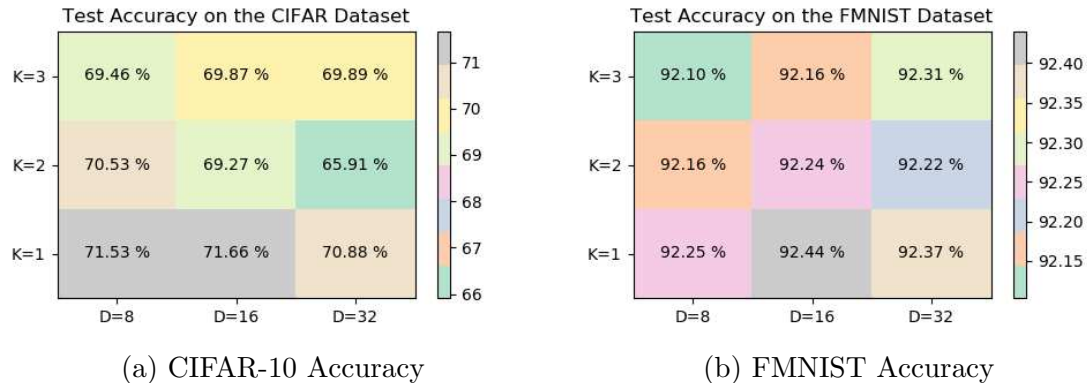 Test Accuracy on the CIFAR Dataset
K=3
69.46 %
69.87 %
69.89 %
K=2
70.53 %
69.27 %
65.91 %
K=1
71.53 %
71.66 %
70.88 %
D=8
D=16
D=32
71
70
69
68
67
66
(a) CIFAR-10 Accuracy
Test Accuracy on the FMNIST Dataset
K=3
92.10 %
92.16 %
92.31 %
K=2
92.16 %
92.24 %
92.22 %
K=1
92.25 %
92.44 %
92.37 %
D=8
D=16
D=32
92.40
92.35
92.30
92.25
92.20
92.15
(b) FMNIST Accuracy